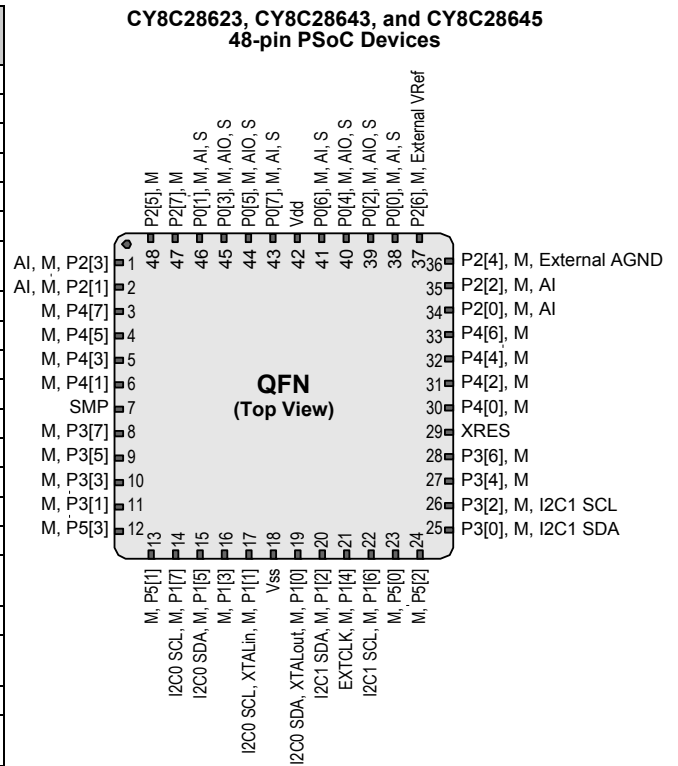 CY8C28623, CY8C28643, and CY8C28645
48-pin PSoC Devices
P2[5], M
P2[7], M
P0[1], M, AI, S
P0[3], M, AIO, S
P0[5], M, AIO, S
P0[7], M, AI, S
Vdd
P0[6], M, AI, S
P0[4], M, AIO, S
P0[2], M, AIO, S
P0[0], M, AI, S
P2[6], M, External VRef
48
47
46
45
44
43
42
41
40
39
38
37
AI, M, P2[3] 1
AI, M, P2[1] 2
M, P4[7] 3
M, P4[5] 4
M, P4[3] 5
M, P4[1] 6
SMP 7
M, P3[7] 8
M, P3[5] 9
M, P3[3] 10
M, P3[1] 11
M, P5[3] 12
QFN
(Top View)
36 P2[4], M, External AGND
35 P2[2], M, AI
34 P2[0], M, AI
33 P4[6], M
32 P4[4], M
31 P4[2], M
30 P4[0], M
29 XRES
28 P3[6], M
27 P3[4], M
26 P3[2], M, I2C1 SCL
25 P3[0], M, I2C1 SDA
13
14
15
16
17
18
19
20
21
22
23
24
M, P5[1]
I2C0 SCL, M, P1[7]
I2C0 SDA, M, P1[5]
M, P1[3]
I2C0 SCL, XTALin, M, P1[1]
Vss
I2C0 SDA, XTALout, M, P1[0]
I2C1 SDA, M, P1[2]
EXTCLK, M, P1[4]
I2C1 SCL, M, P1[6]
M, P5[0]
M, P5[2]